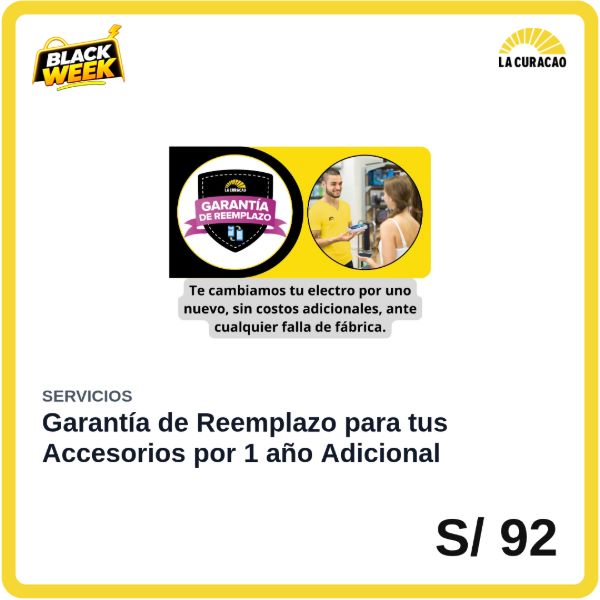 BLACK
WEEK
LA CURACAO
LA CURACAO
GARANTÍA
DE REEMPLAZO
Te cambiamos tu electro por uno
nuevo, sin costos adicionales, ante
cualquier falla de fábrica.
SERVICIOS
Garantía de Reemplazo para tus
Accesorios por 1 año Adicional
S/ 92